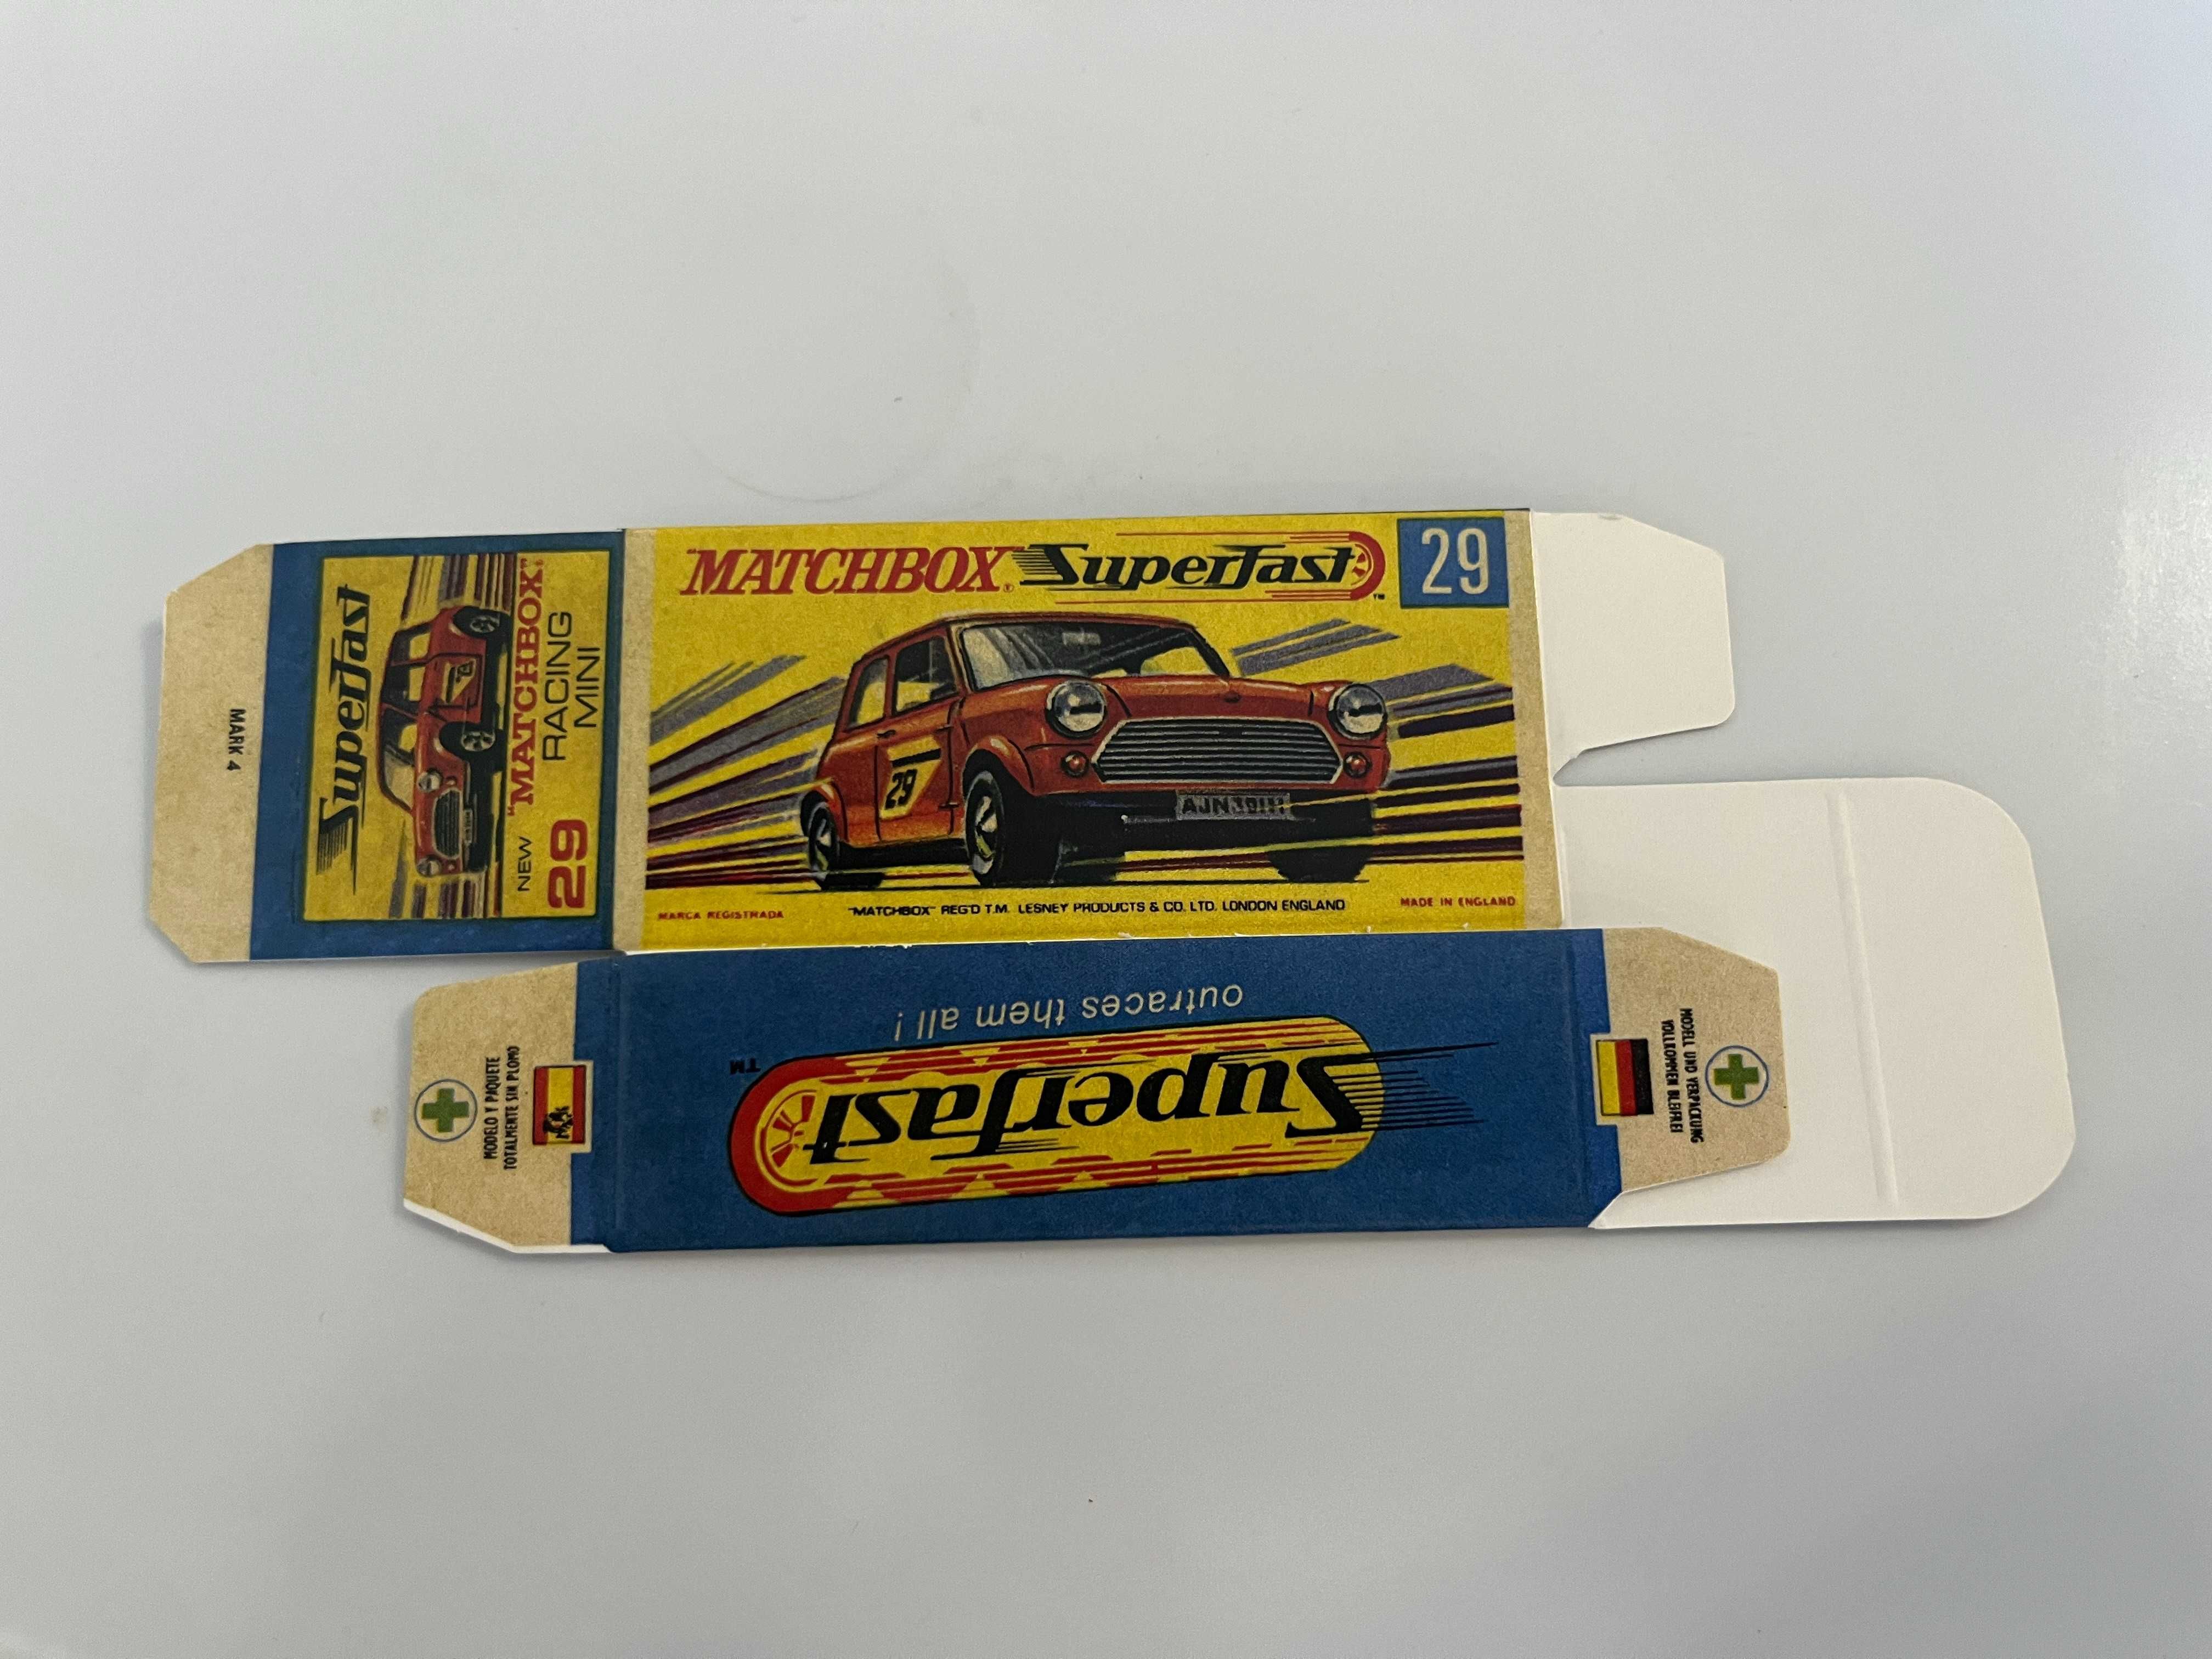 MARK 4
Superfast
NEW "MATCHBOX"
29 RACING
MINI
"MATCHBOX" Superfast
TM
29
29
MARCA REGISTRADA
"MATCHBOX" REG'D T.M. LESNEY PRODUCTS & CO. LTD. LONDON ENGLAND
MADE IN ENGLAND
Superfast
TM
outraces them all!
MODELO Y PAQUETE
TOTALMENTE SIN PLOMO
MODELL UND VERPACKUNG
VOLLKOMMEN BLEIFREI